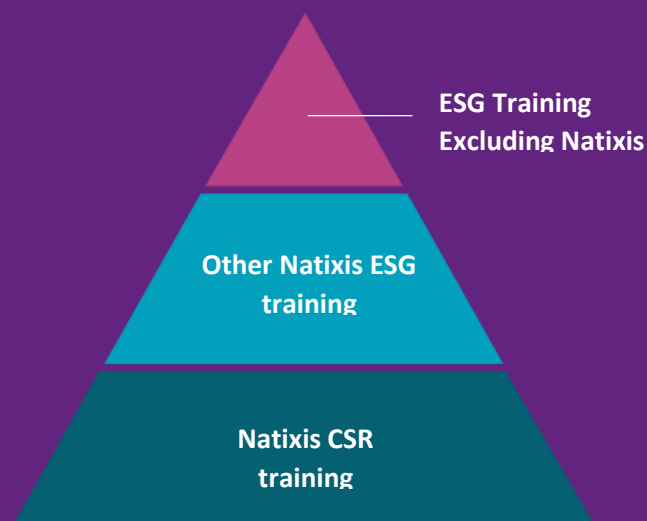 ESG Training
Excluding Natixis
Other Natixis ESG
training
Natixis CSR
training